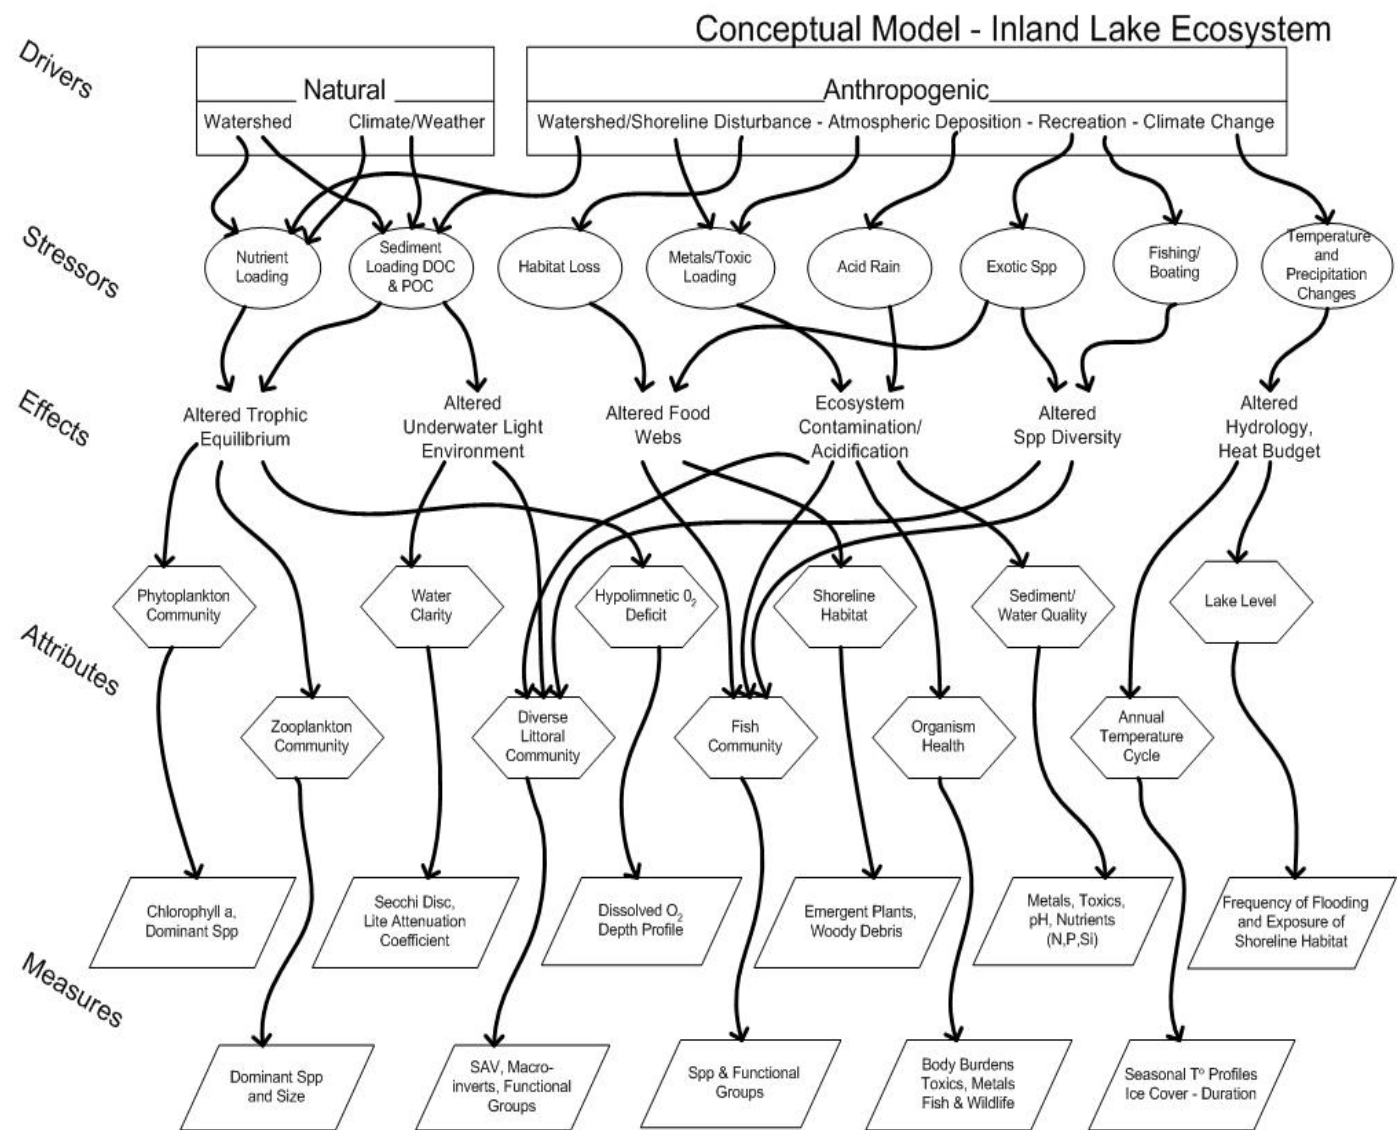 Conceptual Model - Inland Lake Ecosystem
Drivers
Natural
Anthropogenic
Watershed
Climate/Weather
Watershed/Shoreline Disturbance - Atmospheric Deposition - Recreation - Climate Change
Stressors
Nutrient
Loading
Sediment
Loading DOC
& POC
Habitat Loss
Metals/Toxic
Loading
Acid Rain
Exotic Spp
Fishing/
Boating
Temperature
and
Precipitation
Changes
Effects
Altered Trophic
Equilibrium
Altered
Underwater Light
Environment
Altered Food
Webs
Ecosystem
Contamination/
Acidification
Altered
Spp Diversity
Altered
Hydrology,
Heat Budget
Attributes
Phytoplankton
Community
Water
Clarity
Hypolimnetic 0₂
Deficit
Shoreline
Habitat
Sediment/
Water Quality
Lake Level
Zooplankton
Community
Diverse
Littoral
Community
Fish
Community
Organism
Health
Annual
Temperature
Cycle
Measures
Chlorophyll a,
Dominant Spp
Secchi Disc,
Lite Attenuation
Coefficient
Dissolved O₂
Depth Profile
Emergent Plants,
Woody Debris
Metals, Toxics,
pH, Nutrients
(N,P,Si)
Frequency of Flooding
and Exposure of
Shoreline Habitat
Dominant Spp
and Size
SAV, Macro-
inverts, Functional
Groups
Spp & Functional
Groups
Body Burdens
Toxics, Metals
Fish & Wildlife
Seasonal Tº Profiles
Ice Cover - Duration